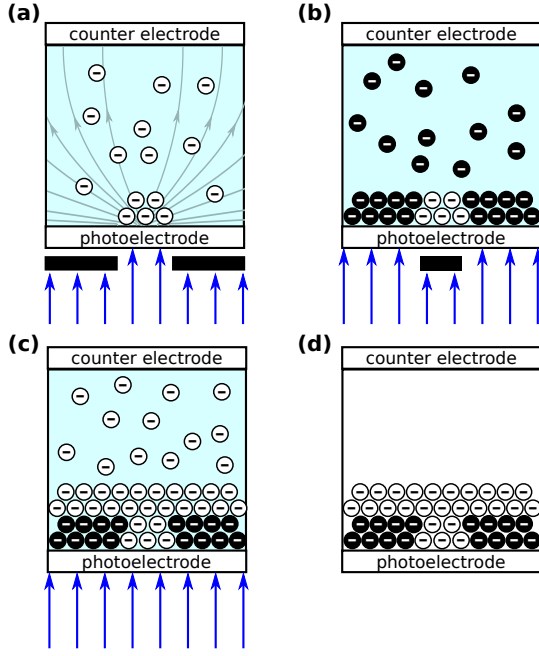 (a)
counter electrode
photoelectrode
(b)
counter electrode
photoelectrode
(c)
counter electrode
photoelectrode
(d)
counter electrode
photoelectrode